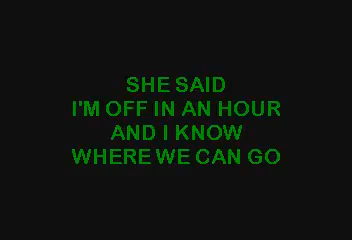 SHE SAID
I'M OFF IN AN HOUR
AND I KNOW
WHERE WE CAN GO